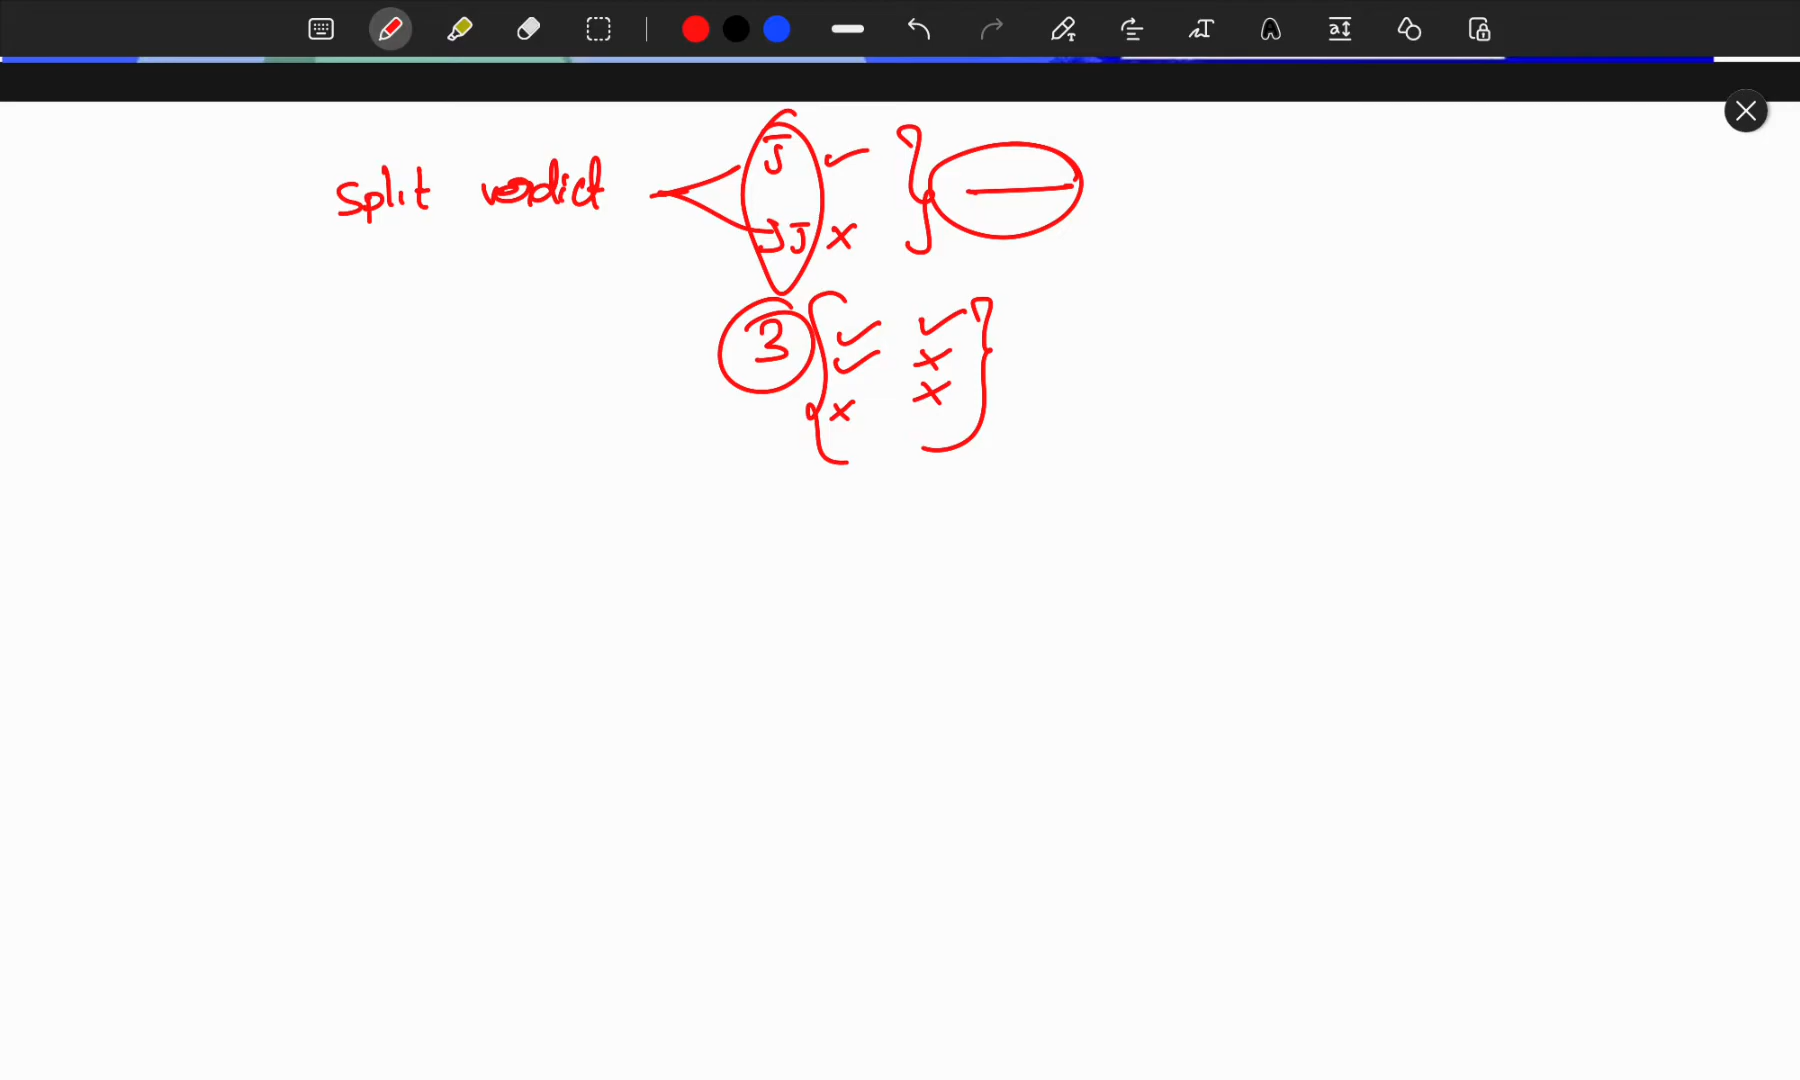 split verdict J ✓
JJ x
3 ✓ ✓
✓ x
x x